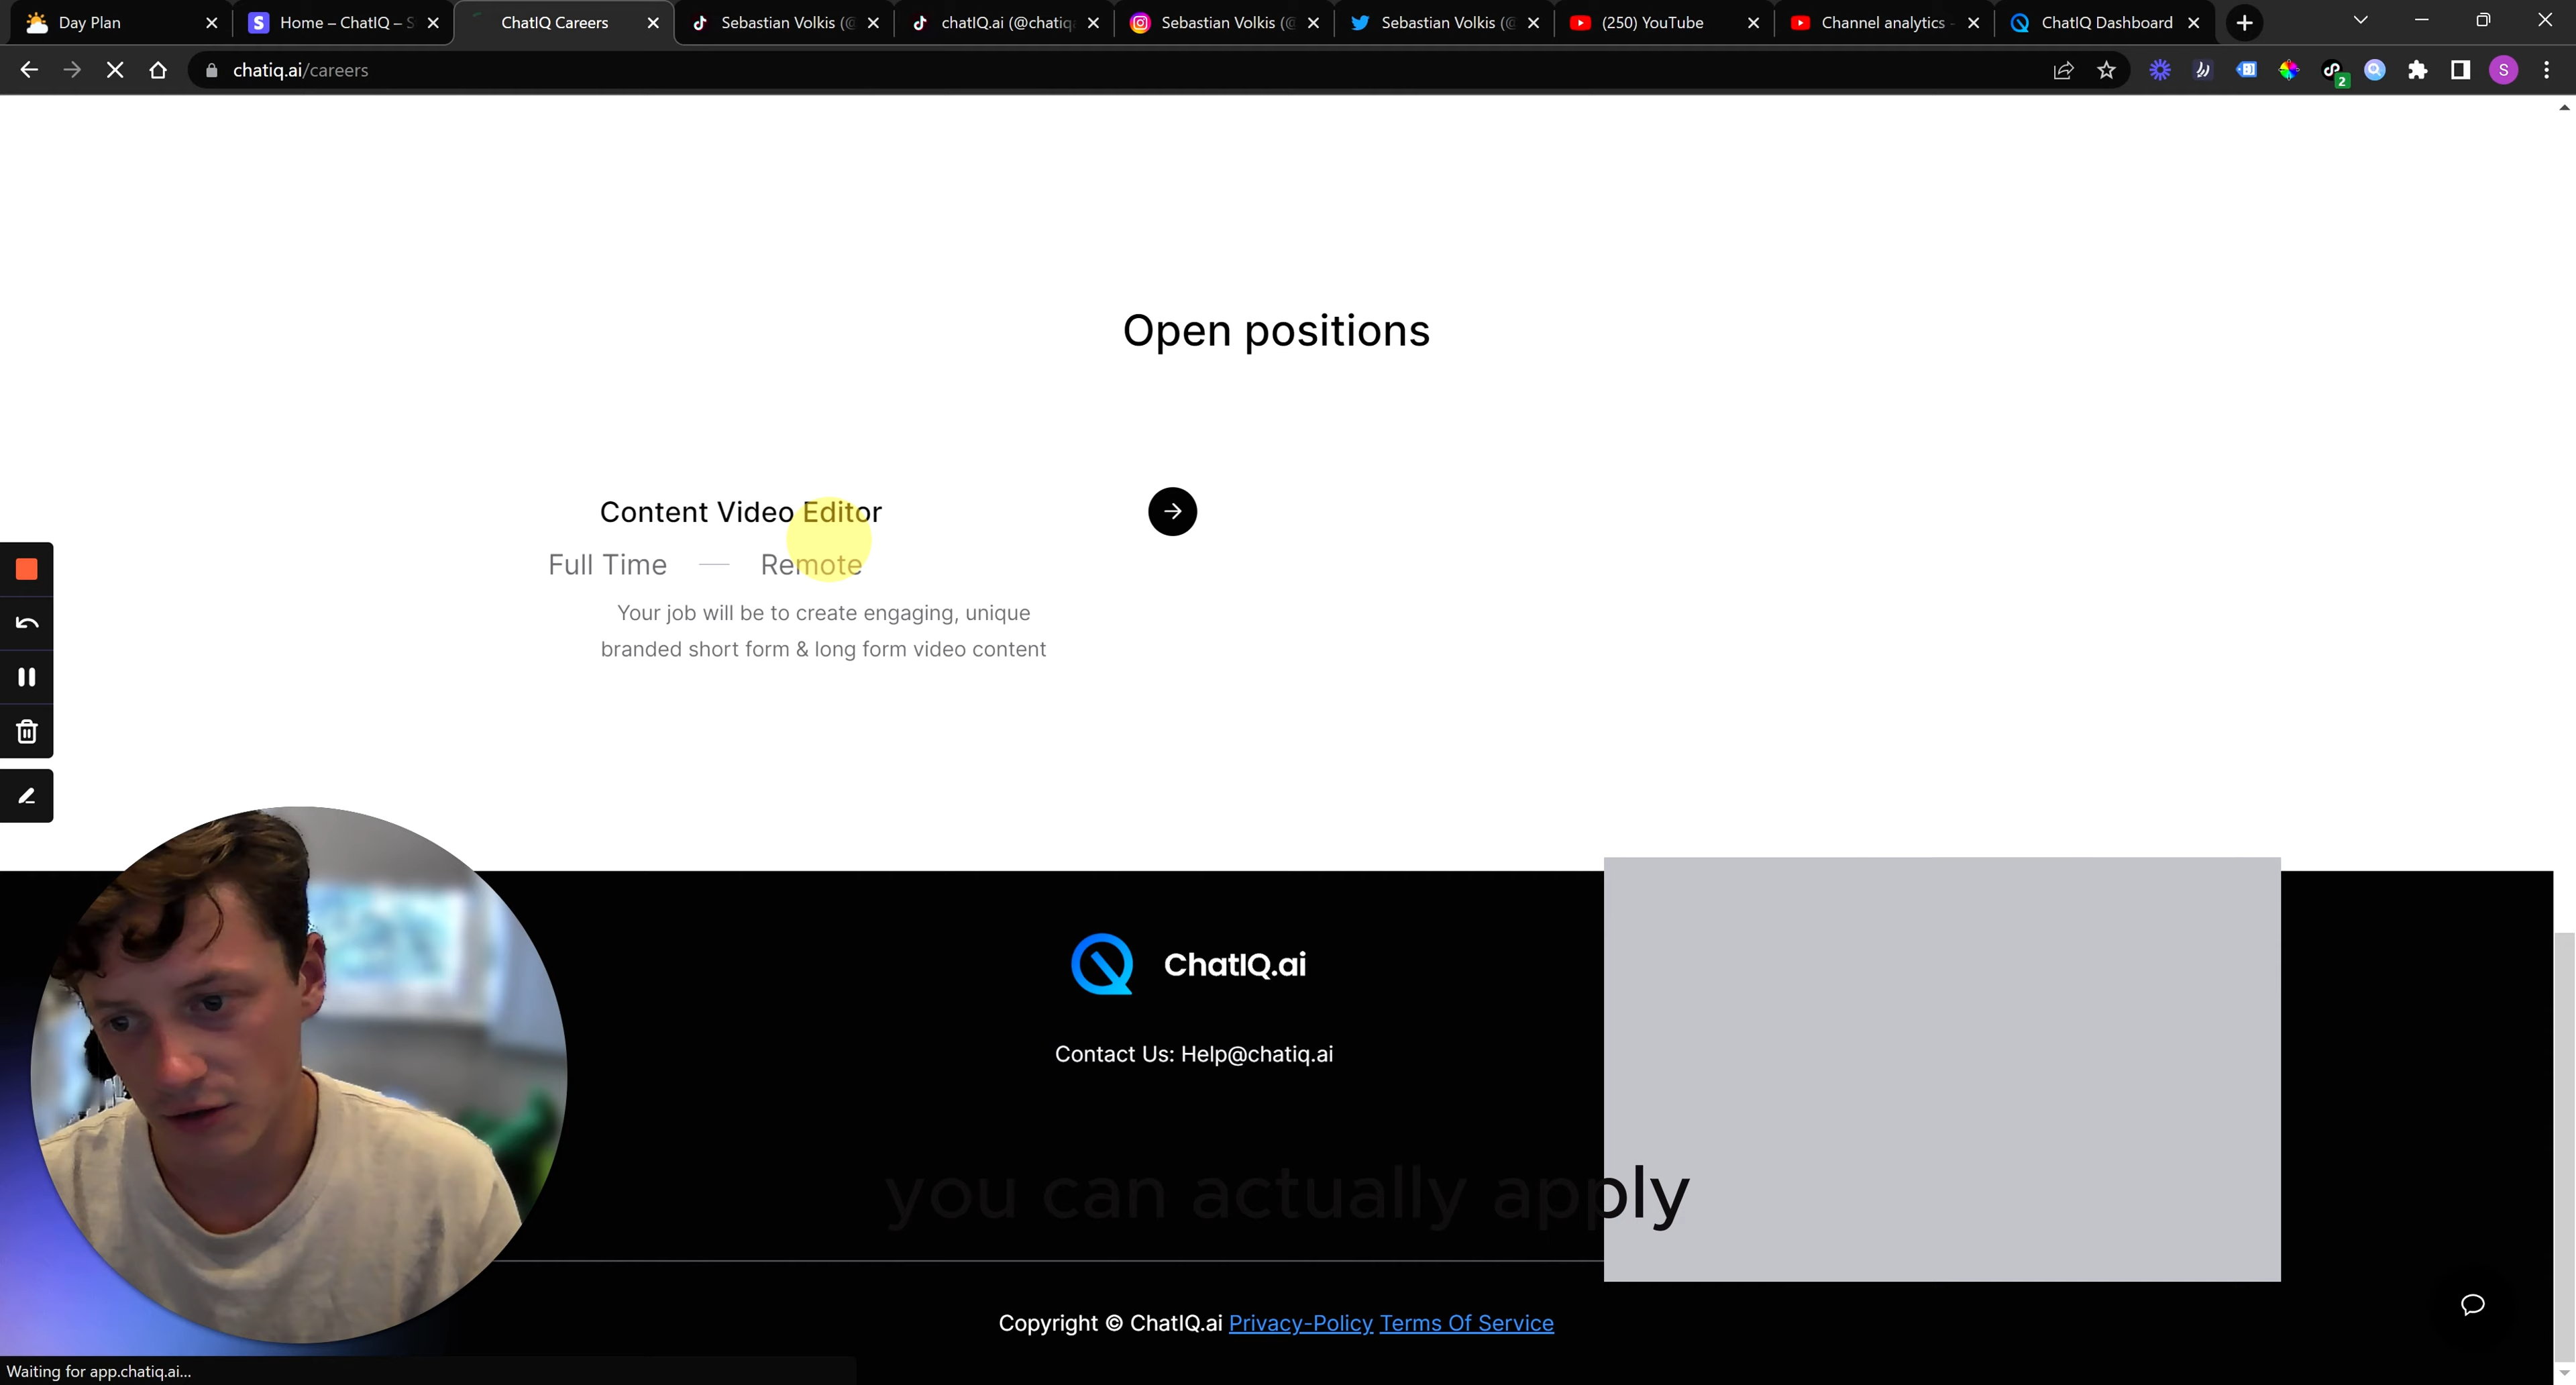 Day Plan
Home – ChatIQ – S
ChatIQ Careers
Sebastian Volkis (@
chatIQ.ai (@chatiq
Sebastian Volkis (@
Sebastian Volkis (@
(250) YouTube
Channel analytics -
ChatIQ Dashboard
chatiq.ai/careers
2
S
Open positions
Content Video Editor
Full Time — Remote
Your job will be to create engaging, unique
branded short form & long form video content
ChatIQ.ai
Contact Us: Help@chatiq.ai
you can actually apply
Copyright © ChatIQ.ai Privacy-Policy Terms Of Service
Waiting for app.chatiq.ai...